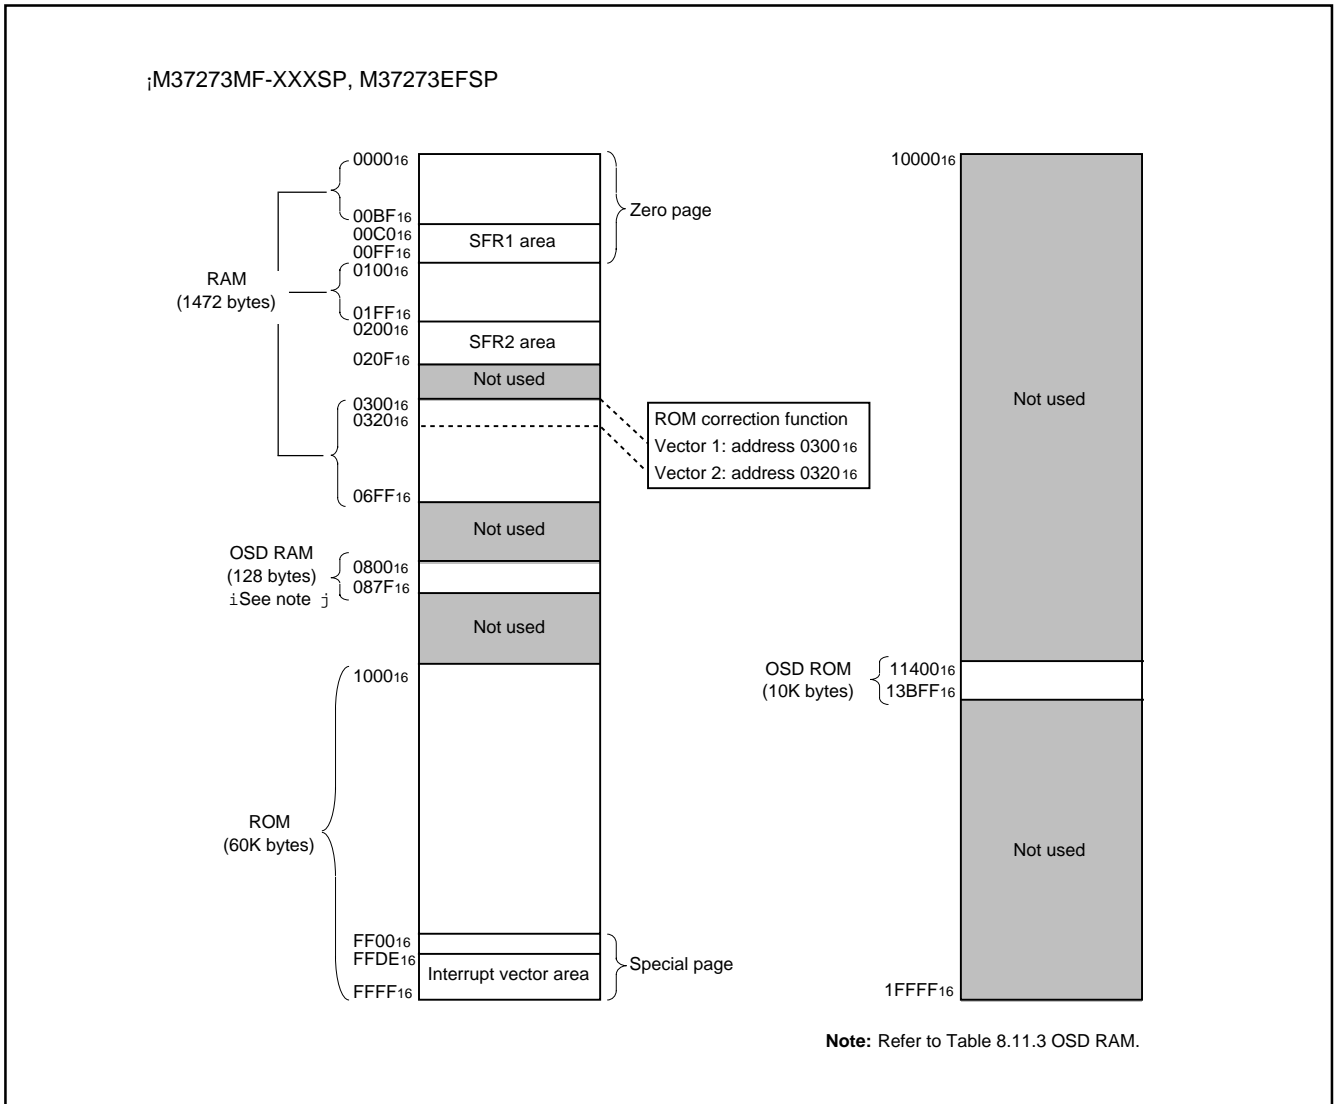 ¡M37273MF-XXXSP, M37273EFSP
0000₁₆
00BF₁₆
00C0₁₆
00FF₁₆
SFR1 area
Zero page
0100₁₆
01FF₁₆
RAM
(1472 bytes)
0200₁₆
SFR2 area
020F₁₆
Not used
0300₁₆
0320₁₆
ROM correction function
Vector 1: address 0300₁₆
Vector 2: address 0320₁₆
06FF₁₆
Not used
OSD RAM
(128 bytes)
¡See note j
0800₁₆
087F₁₆
Not used
1000₁₆
ROM
(60K bytes)
FF00₁₆
FFDE₁₆
Interrupt vector area
Special page
FFFF₁₆
10000₁₆
Not used
OSD ROM
(10K bytes)
11400₁₆
13BFF₁₆
Not used
1FFFF₁₆
Note: Refer to Table 8.11.3 OSD RAM.